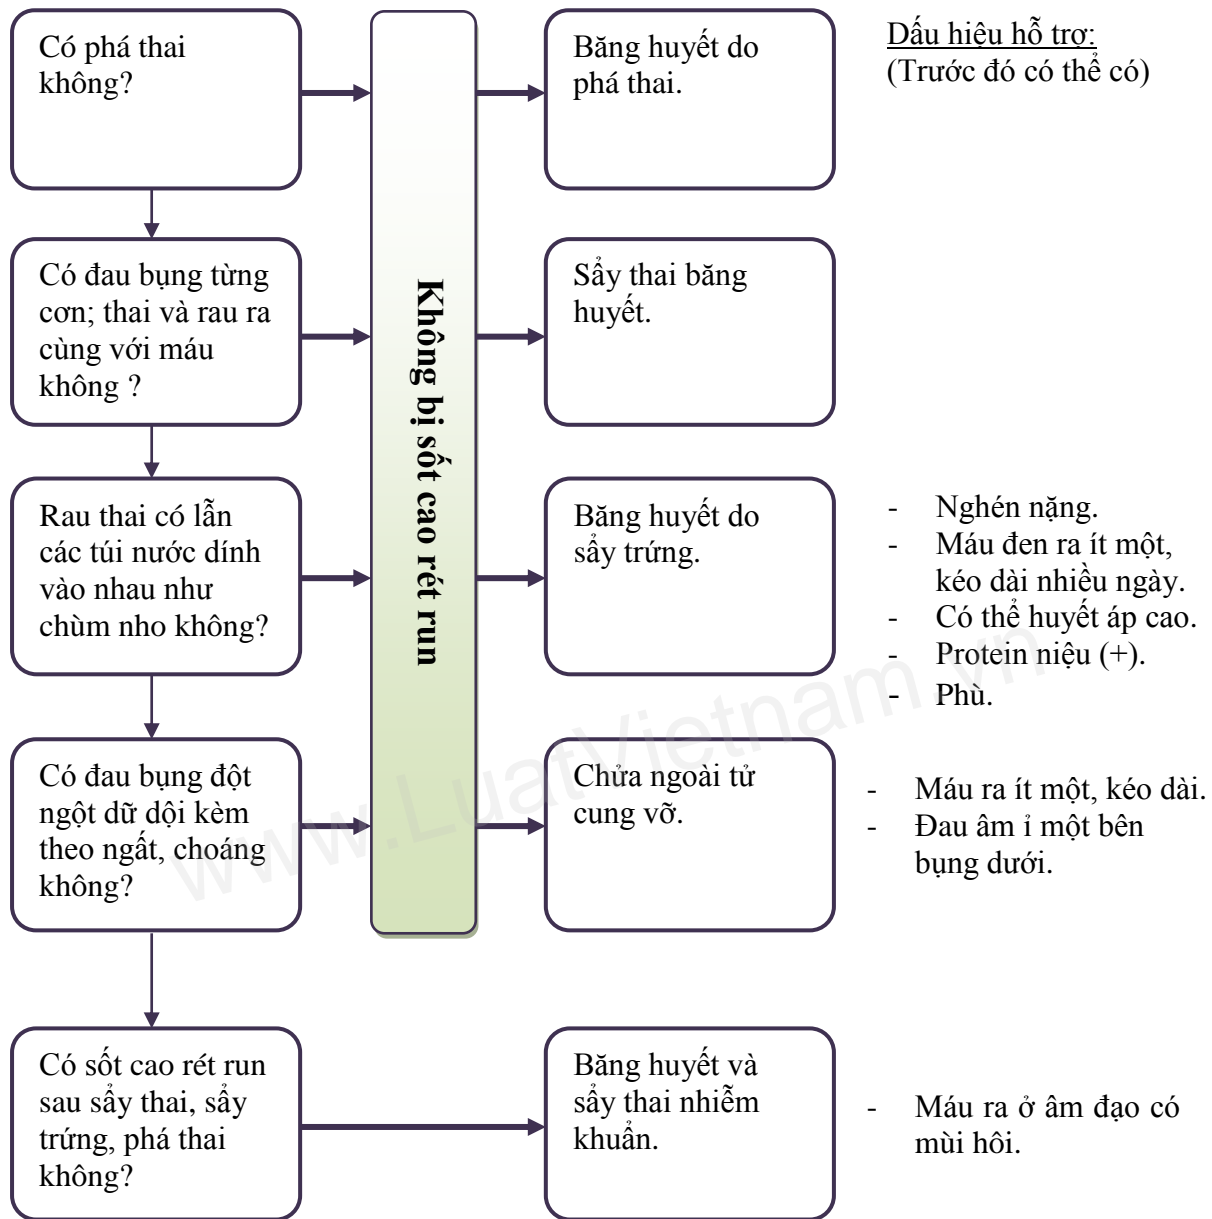 Có phá thai
không?
Băng huyết do
phá thai.
Dấu hiệu hỗ trợ:
(Trước đó có thể có)
Có đau bụng từng
cơn; thai và rau ra
cùng với máu
không ?
Không bị sốt cao rét run
Sẩy thai băng
huyết.
Rau thai có lẫn
các túi nước dính
vào nhau như
chùm nho không?
Băng huyết do
sẩy trứng.
- Nghén nặng.
- Máu đen ra ít một,
kéo dài nhiều ngày.
- Có thể huyết áp cao.
- Protein niệu (+).
- Phù.
Có đau bụng đột
ngột dữ dội kèm
theo ngất, choáng
không?
Chửa ngoài tử
cung vỡ.
- Máu ra ít một, kéo dài.
- Đau âm ỉ một bên
bụng dưới.
www.LuatVietnam.vn
Có sốt cao rét run
sau sẩy thai, sẩy
trứng, phá thai
không?
Băng huyết và
sẩy thai nhiễm
khuẩn.
- Máu ra ở âm đạo có
mùi hôi.